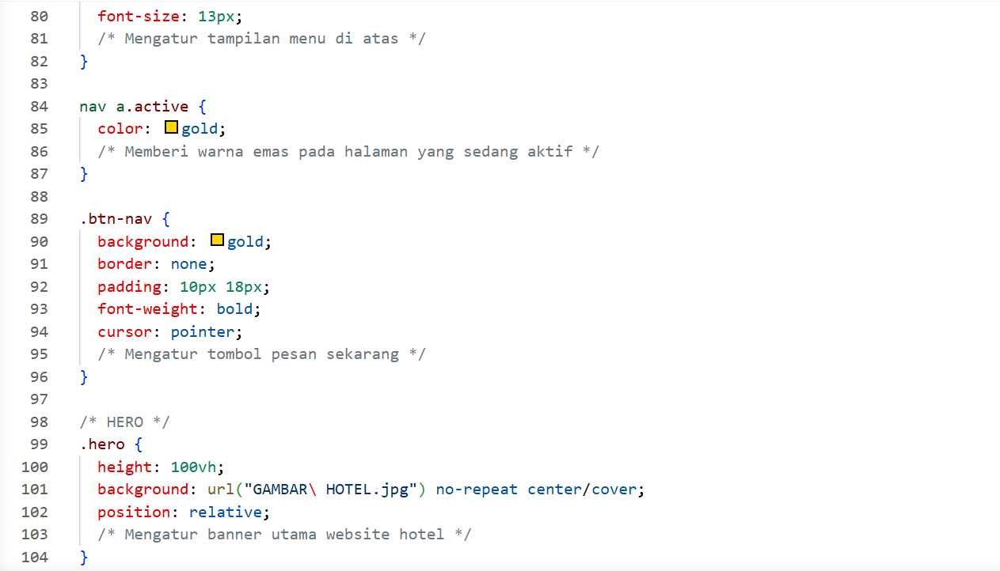 80 font-size: 13px;
81 /* Mengatur tampilan menu di atas */
82 }
83
84 nav a.active {
85 color: gold;
86 /* Memberi warna emas pada halaman yang sedang aktif */
87 }
88
89 .btn-nav {
90 background: gold;
91 border: none;
92 padding: 10px 18px;
93 font-weight: bold;
94 cursor: pointer;
95 /* Mengatur tombol pesan sekarang */
96 }
97
98 /* HERO */
99 .hero {
100 height: 100vh;
101 background: url("GAMBAR\ HOTEL.jpg") no-repeat center/cover;
102 position: relative;
103 /* Mengatur banner utama website hotel */
104 }